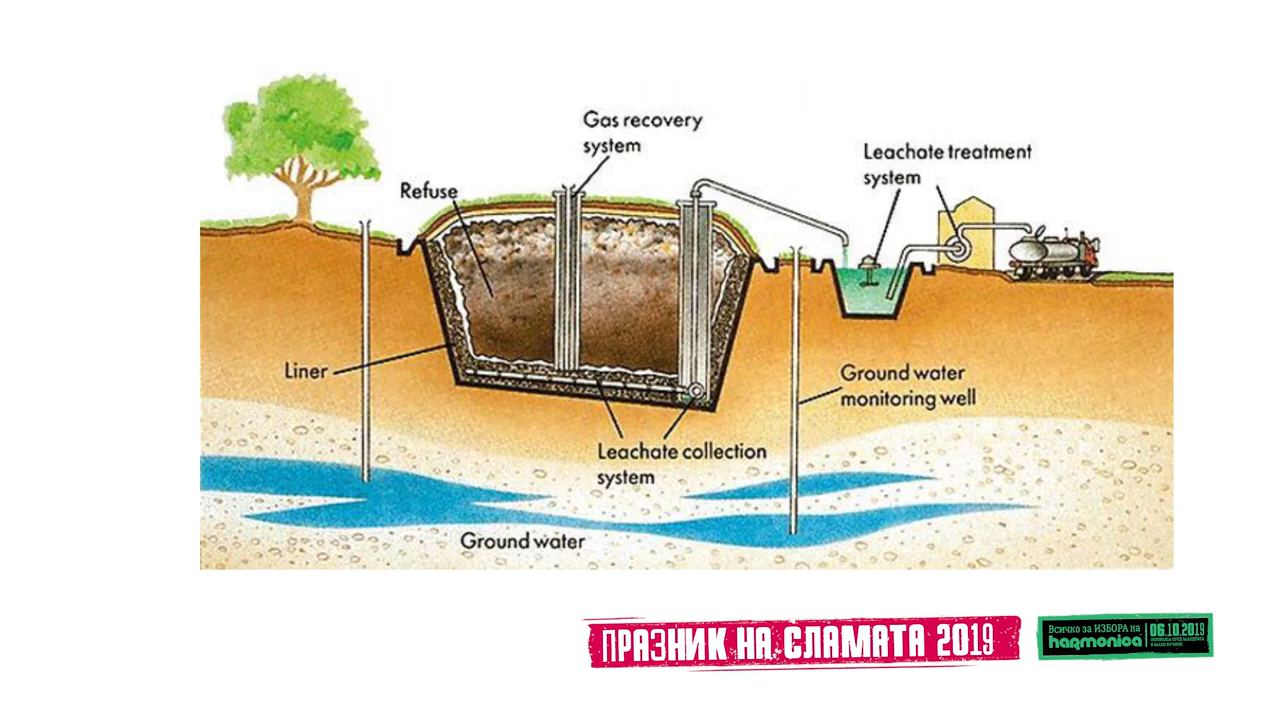 Gas recovery
system
Leachate treatment
system
Refuse
Liner
Ground water
monitoring well
Leachate collection
system
Ground water
ПРАЗНИК НА СЛАМАТА 2019
Всичко за ИЗБОРА на
harmonica
06.10.2019